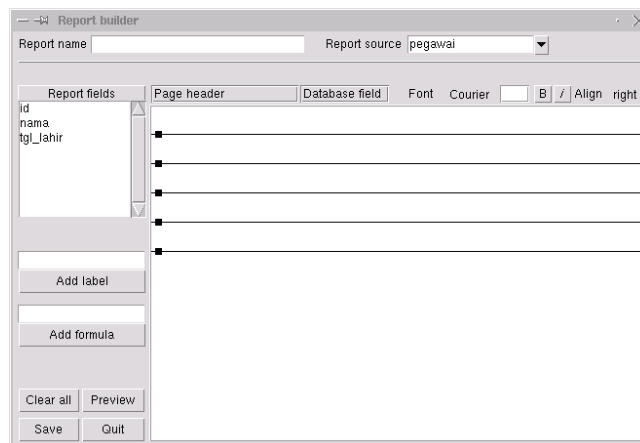 Report builder
Report name Report source pegawai
Report fields Page header Database field Font Courier B i Align right
id
nama
tgl_lahir
Add label
Add formula
Clear all Preview
Save Quit